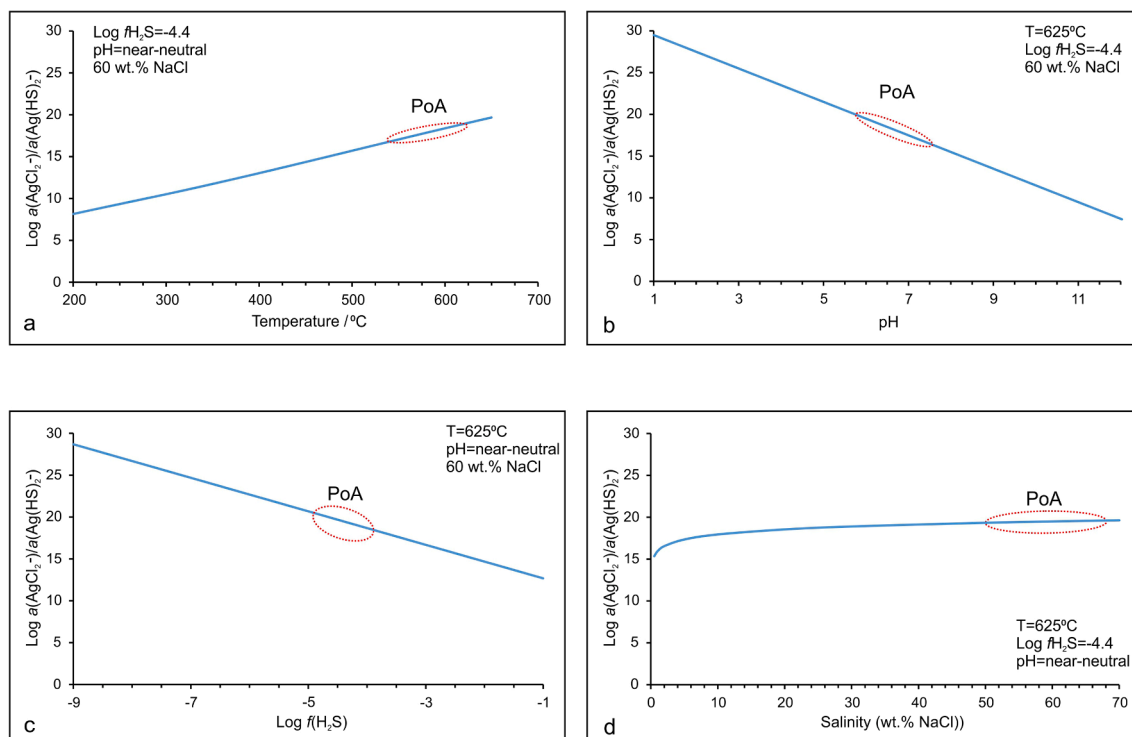 Log a(AgCl2-)/a(Ag(HS)2-)
30
25
20
15
10
5
0
Log fH2S=-4.4
pH=near-neutral
60 wt.% NaCl
PoA
200 300 400 500 600 700
Temperature / ºC
a
Log a(AgCl2-)/a(Ag(HS)2-)
30
25
20
15
10
5
0
T=625ºC
Log fH2S=-4.4
60 wt.% NaCl
PoA
1 3 5 7 9 11
pH
b
Log a(AgCl2-)/a(Ag(HS)2-)
30
25
20
15
10
5
0
T=625ºC
pH=near-neutral
60 wt.% NaCl
PoA
-9 -7 -5 -3 -1
Log f(H2S)
c
Log a(AgCl2-)/a(Ag(HS)2-)
30
25
20
15
10
5
0
PoA
T=625ºC
Log fH2S=-4.4
pH=near-neutral
0 10 20 30 40 50 60 70
Salinity (wt.% NaCl))
d